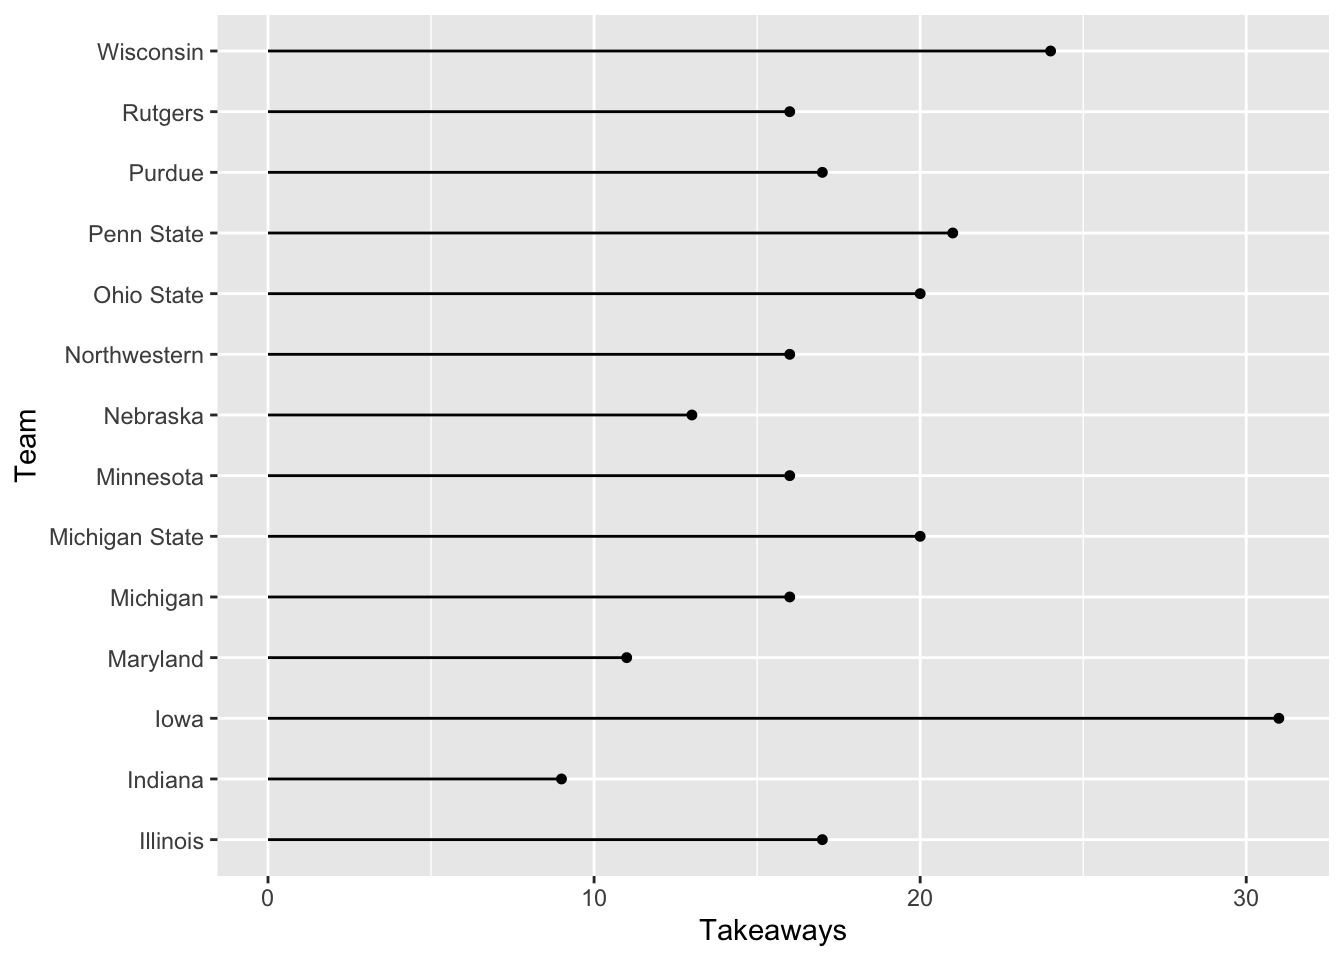 Wisconsin
Rutgers
Purdue
Penn State
Ohio State
Northwestern
Nebraska
Minnesota
Michigan State
Michigan
Maryland
Iowa
Indiana
Illinois
Team
0 10 20 30
Takeaways